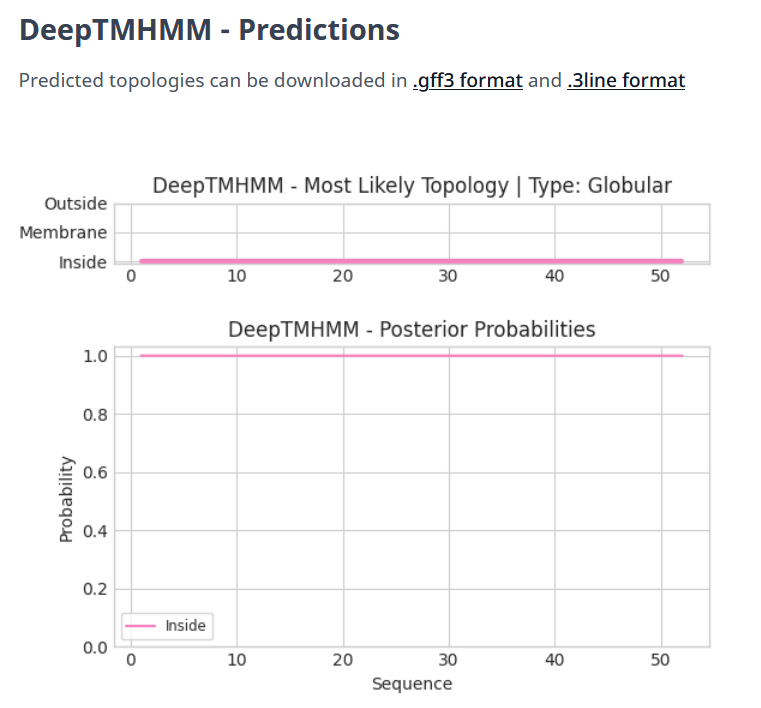 DeepTMHMM - Predictions
Predicted topologies can be downloaded in .gff3 format and .3line format
DeepTMHMM - Most Likely Topology | Type: Globular
Outside
Membrane
Inside
0 10 20 30 40 50
DeepTMHMM - Posterior Probabilities
1.0
0.8
0.6
0.4
0.2
0.0
Probability
Inside
0 10 20 30 40 50
Sequence